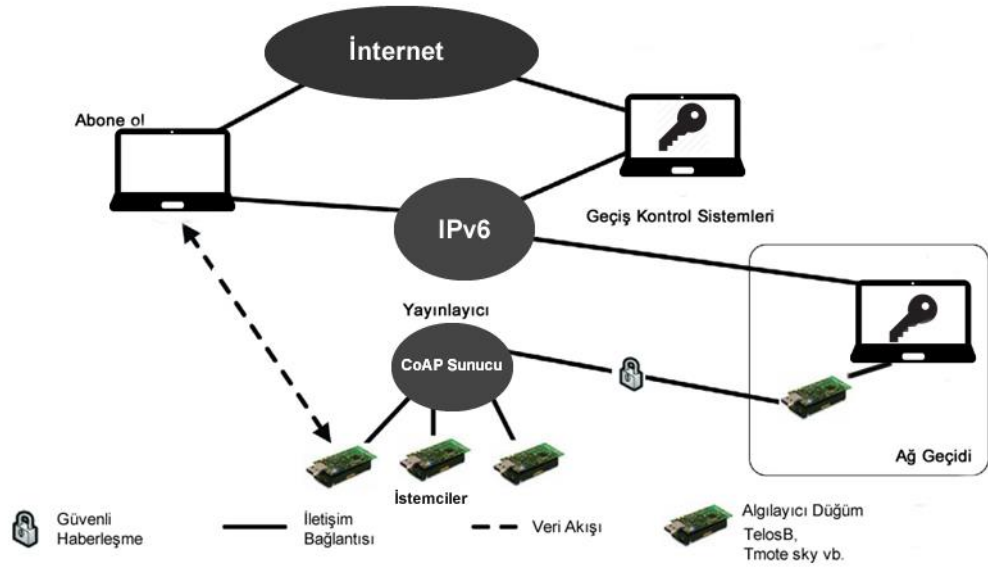 İnternet
Abone ol
Geçiş Kontrol Sistemleri
IPv6
Yayınlayıcı
CoAP Sunucu
Ağ Geçidi
İstemciler
Güvenli
Haberleşme
İletişim
Bağlantısı
Veri Akışı
Algılayıcı Düğüm
TelosB,
Tmote sky vb.